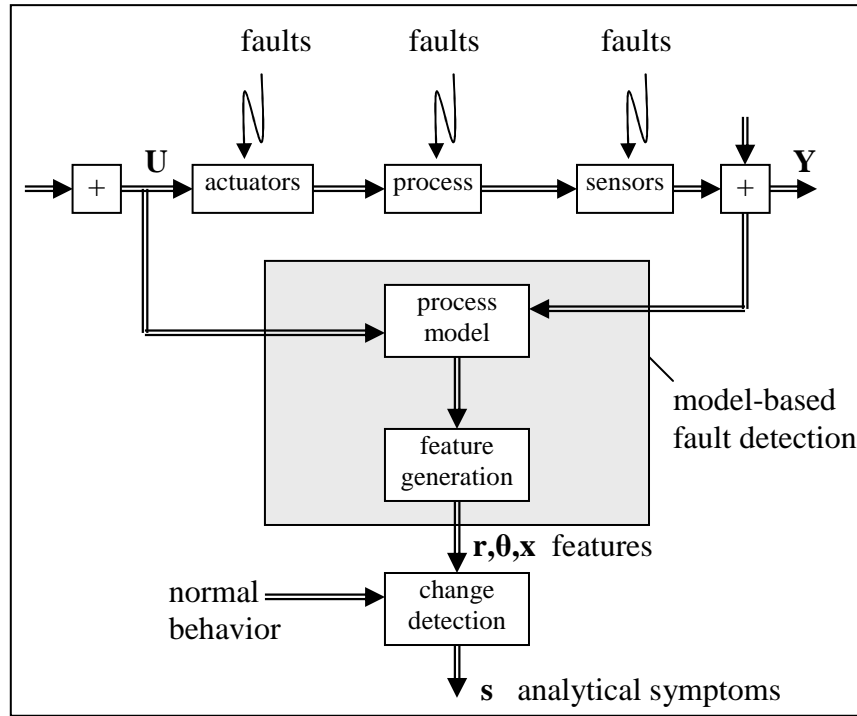 faults faults faults
U Y
+ actuators process sensors +
process
model
model-based
fault detection
feature
generation
r,θ,x features
normal
behavior
change
detection
s analytical symptoms